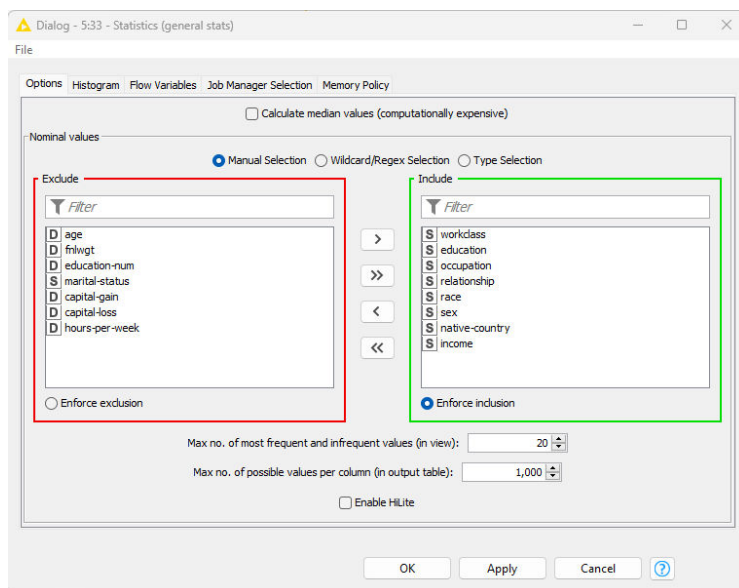 Dialog - 5:33 - Statistics (general stats)
File
Options Histogram Flow Variables Job Manager Selection Memory Policy
Calculate median values (computationally expensive)
Nominal values
Manual Selection Wildcard/Regex Selection Type Selection
Exclude
Filter
D age
D fnlwgt
D education-num
S marital-status
D capital-gain
D capital-loss
D hours-per-week
Enforce exclusion
>
>>
<
<<
Include
Filter
S workclass
S education
S occupation
S relationship
S race
S sex
S native-country
S income
Enforce inclusion
Max no. of most frequent and infrequent values (in view): 20
Max no. of possible values per column (in output table): 1,000
Enable HiLite
OK Apply Cancel ?